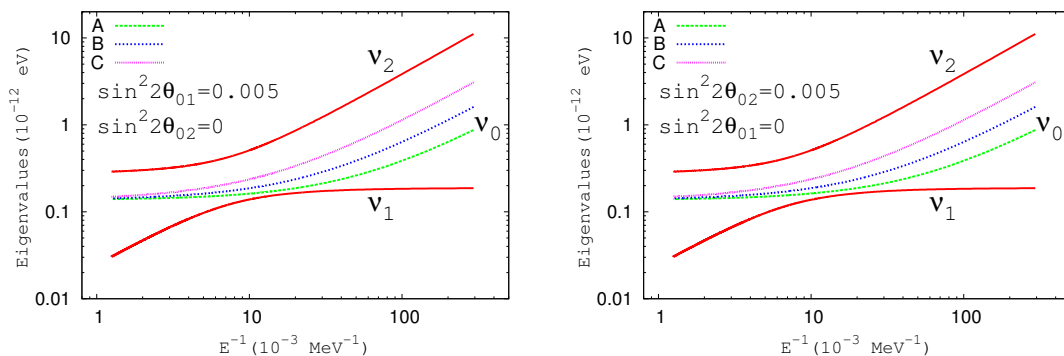 A
B
C
sin²2θ₀₁=0.005
sin²2θ₀₂=0
ν₂
ν₀
ν₁
10
1
0.1
0.01
Eigenvalues(10⁻¹² eV)
1
10
100
E⁻¹(10⁻³ MeV⁻¹)
A
B
C
sin²2θ₀₂=0.005
sin²2θ₀₁=0
ν₂
ν₀
ν₁
10
1
0.1
0.01
Eigenvalues(10⁻¹² eV)
1
10
100
E⁻¹(10⁻³ MeV⁻¹)